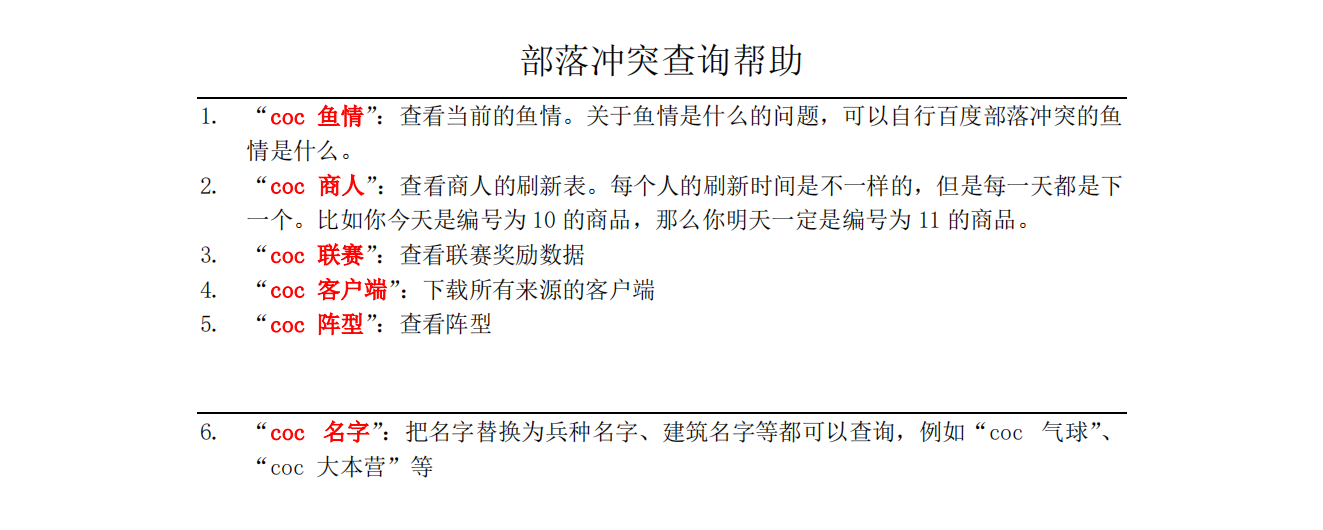 部落冲突查询帮助
1. “coc 鱼情”：查看当前的鱼情。关于鱼情是什么的问题，可以自行百度部落冲突的鱼
情是什么。
2. “coc 商人”：查看商人的刷新表。每个人的刷新时间是不一样的，但是每一天都是下
一个。比如你今天是编号为 10 的商品，那么你明天一定是编号为 11 的商品。
3. “coc 联赛”：查看联赛奖励数据
4. “coc 客户端”：下载所有来源的客户端
5. “coc 阵型”：查看阵型
6. “coc 名字”：把名字替换为兵种名字、建筑名字等都可以查询，例如“coc 气球”、
“coc 大本营”等